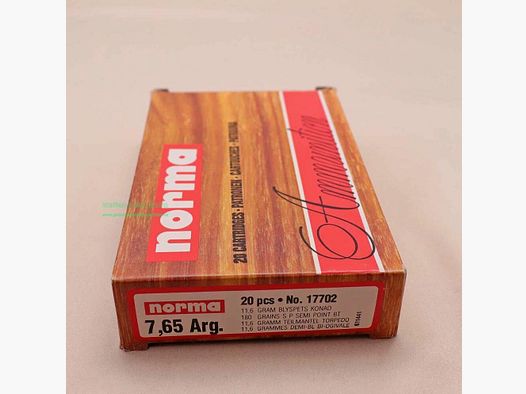 norma
20 CARTRIDGES • PATRONEN • CARTOUCHES • PATRONA
Ammunition
norma
20 pcs • No. 17702
7,65 Arg.
11,6 GRAM BLYSPETS KONAD
180 GRAINS S P SEMI POINT BT
11,6 GRAMM TEILMANTEL TORPEDO
11,6 GRAMMES DEMI-BL BI-OGIVALE